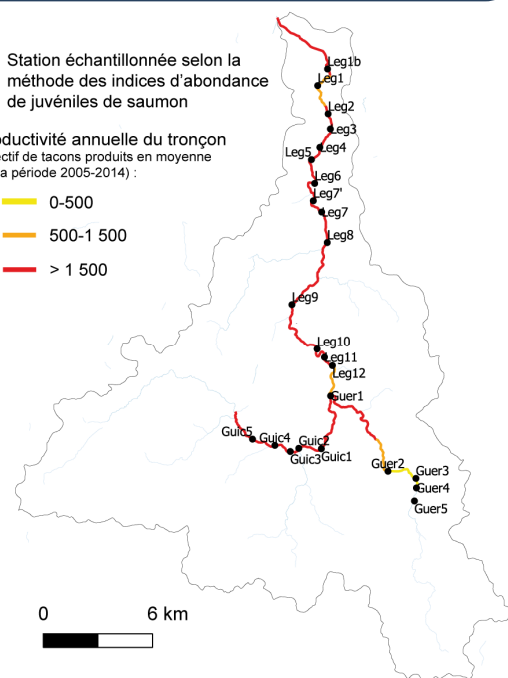 Station échantillonnée selon la
méthode des indices d'abondance
de juvéniles de saumon
oductivité annuelle du tronçon
ectif de tacons produits en moyenne
a période 2005-2014) :
0-500
500-1 500
> 1 500
Leg1b
Leg1
Leg2
Leg3
Leg4
Leg5
Leg6
Leg7'
Leg7
Leg8
Leg9
Leg10
Leg11
Leg12
Guer1
Guic5
Guic4
Guic2
Guic3
Guic1
Guer2
Guer3
Guer4
Guer5
0 6 km